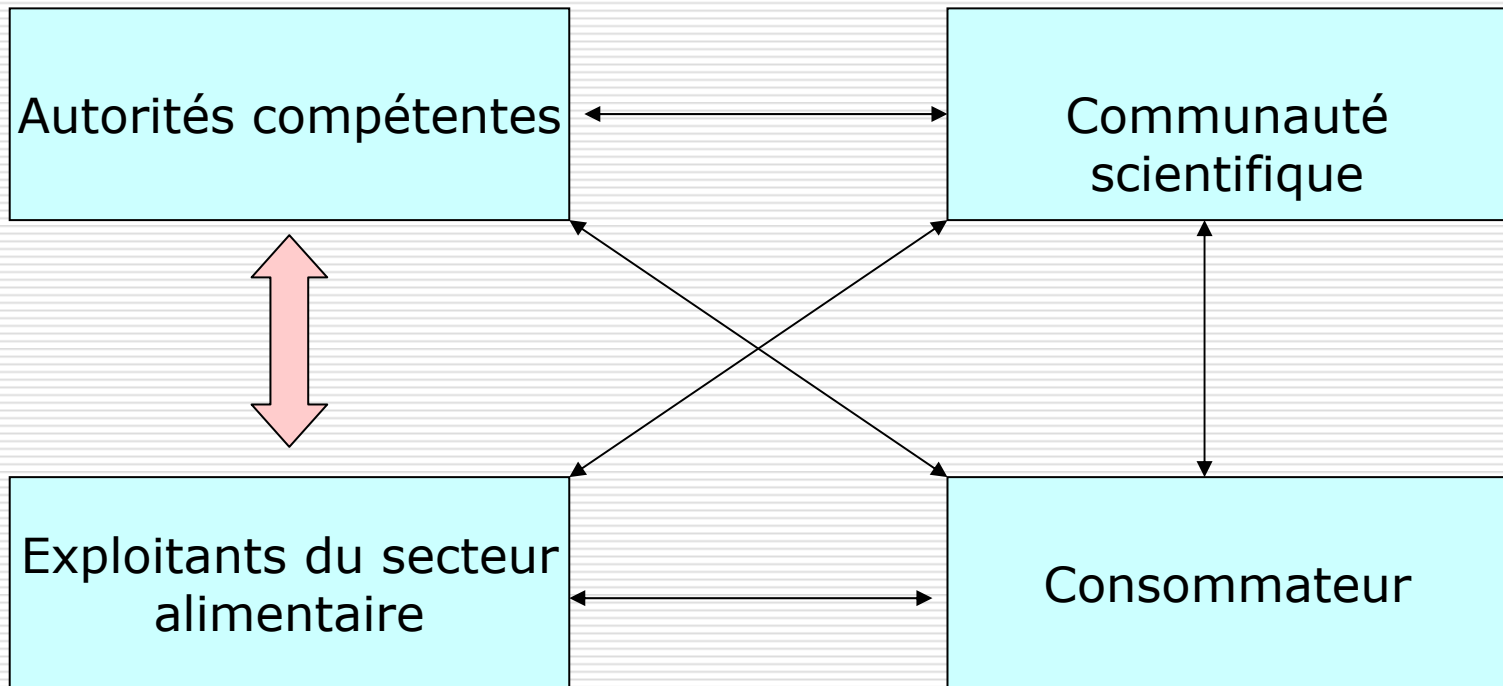 Autorités compétentes
Communauté
scientifique
Exploitants du secteur
alimentaire
Consommateur